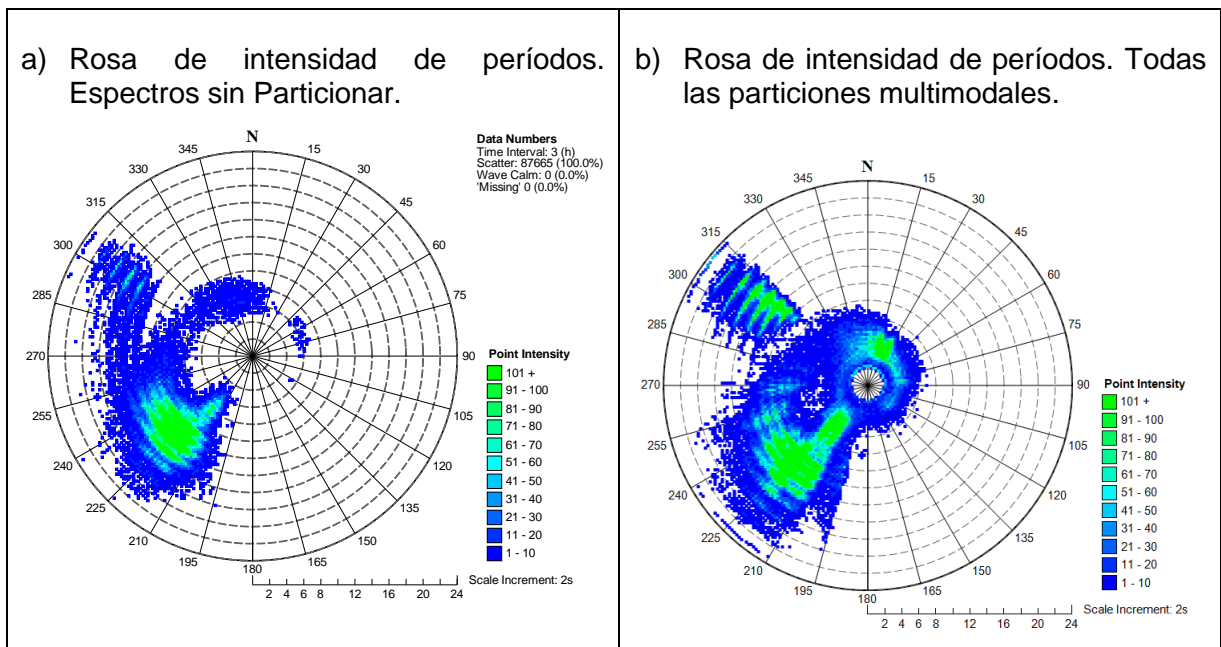 a) Rosa de intensidad de períodos.
Espectros sin Particionar.
N
345
15
330
30
315
45
300
60
285
75
270
90
255
105
240
120
225
135
210
150
195
165
180
Data Numbers
Time Interval: 3 (h)
Scatter: 87665 (100.0%)
Wave Calm: 0 (0.0%)
'Missing' 0 (0.0%)
Point Intensity
101 +
91 - 100
81 - 90
71 - 80
61 - 70
51 - 60
41 - 50
31 - 40
21 - 30
11 - 20
1 - 10
Scale Increment: 2s
2 4 6 8 12 16 20 24
b) Rosa de intensidad de períodos. Todas
las particiones multimodales.
N
345
15
330
30
315
45
300
60
285
75
270
90
255
105
240
120
225
135
210
150
195
165
180
Point Intensity
101 +
91 - 100
81 - 90
71 - 80
61 - 70
51 - 60
41 - 50
31 - 40
21 - 30
11 - 20
1 - 10
Scale Increment: 2s
2 4 6 8 12 16 20 24